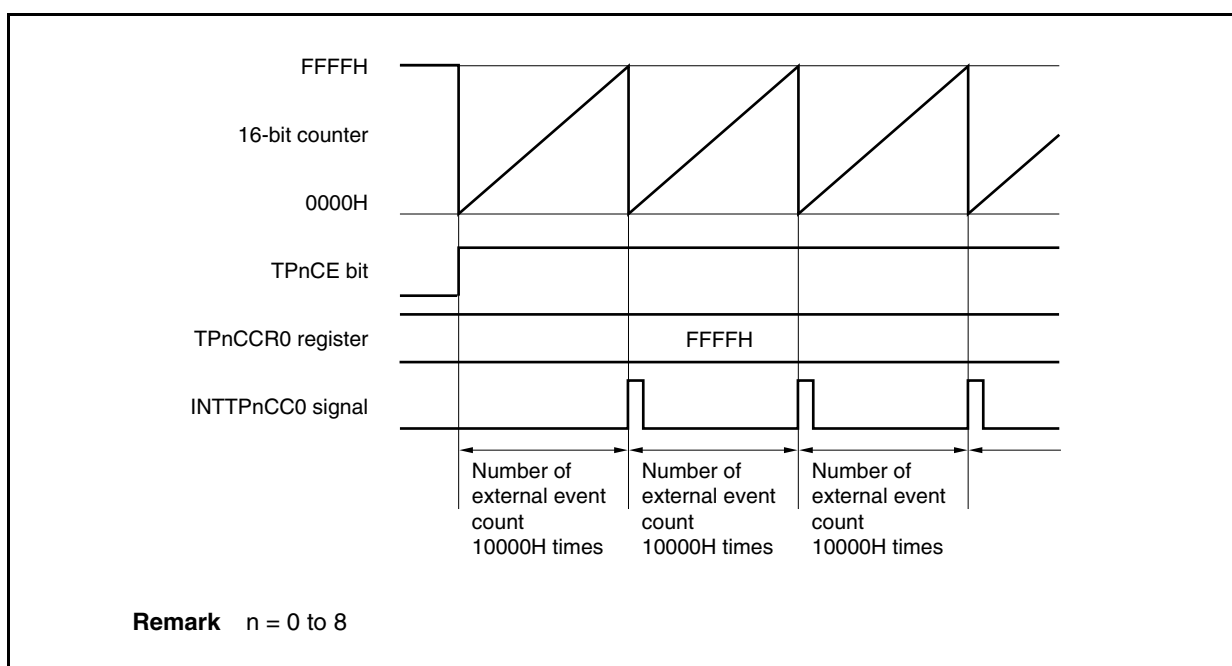 FFFFH
16-bit counter
0000H
TPnCE bit
TPnCCR0 register
FFFFH
INTTPnCC0 signal
Number of
external event
count
10000H times
Number of
external event
count
10000H times
Number of
external event
count
10000H times
Remark n = 0 to 8